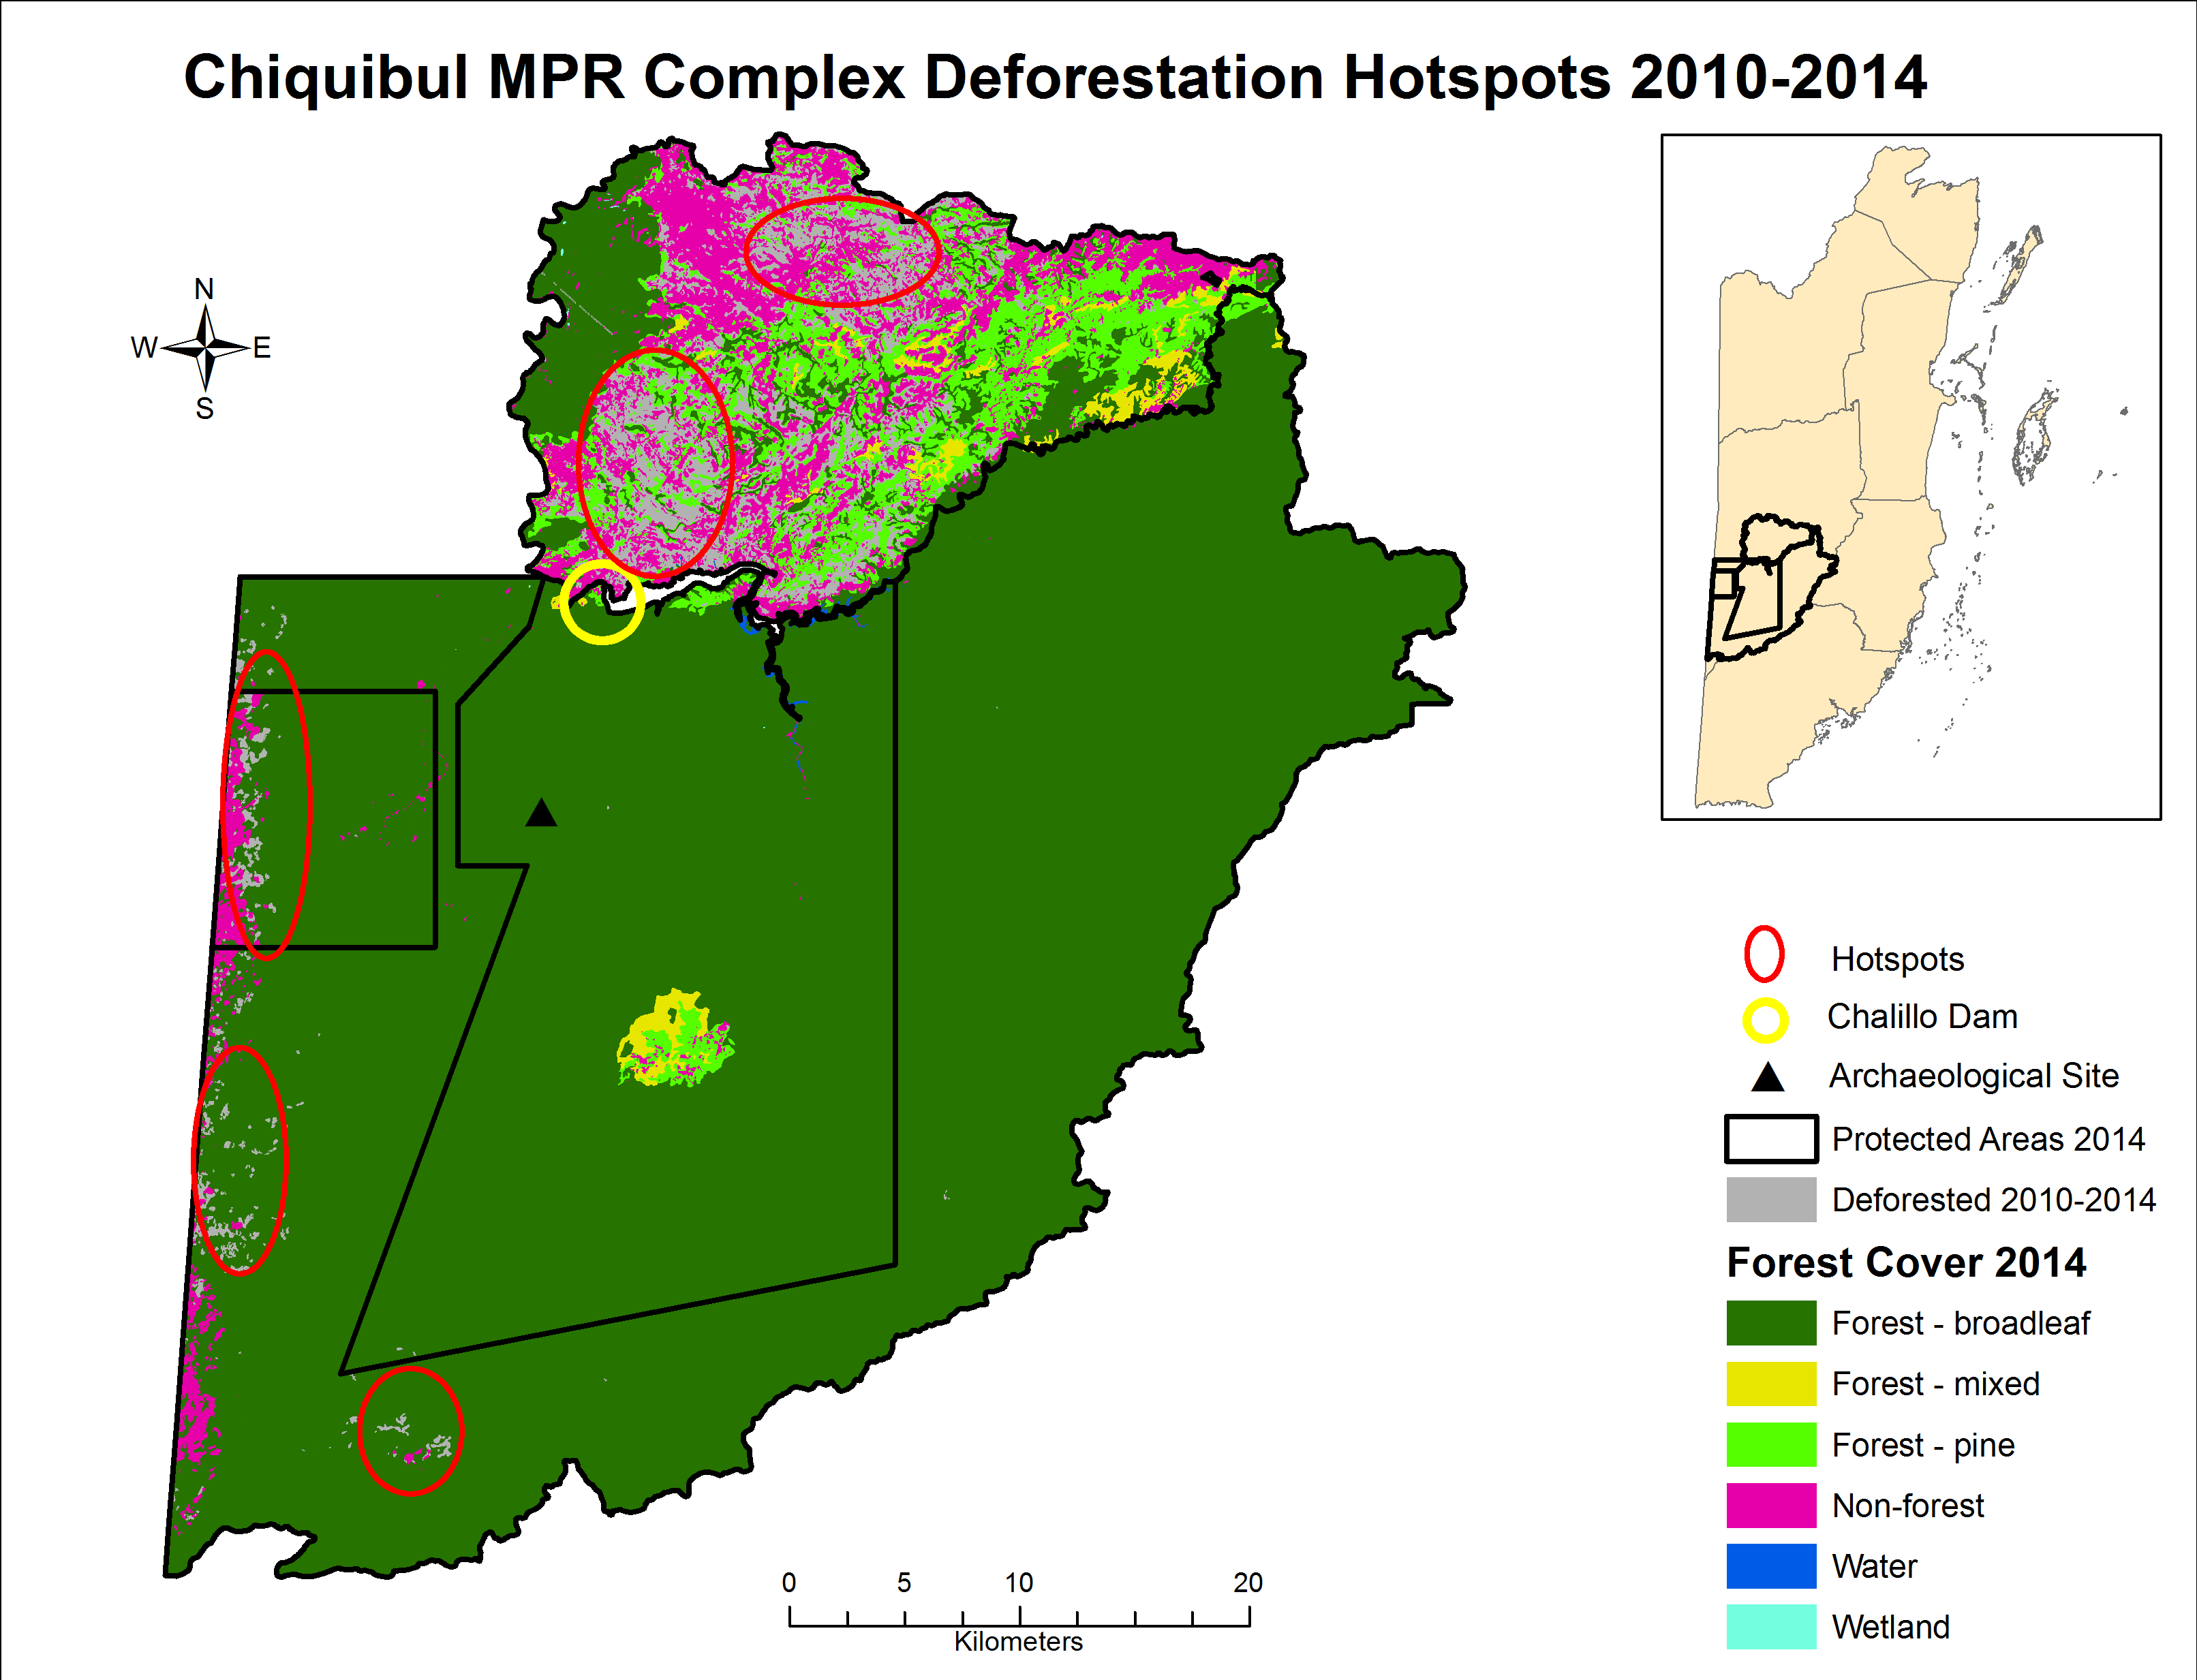 Chiquibul MPR Complex Deforestation Hotspots 2010-2014
N
W E
S
Hotspots
Chalillo Dam
Archaeological Site
Protected Areas 2014
Deforested 2010-2014
Forest Cover 2014
Forest - broadleaf
Forest - mixed
Forest - pine
Non-forest
Water
Wetland
0 5 10 20
Kilometers